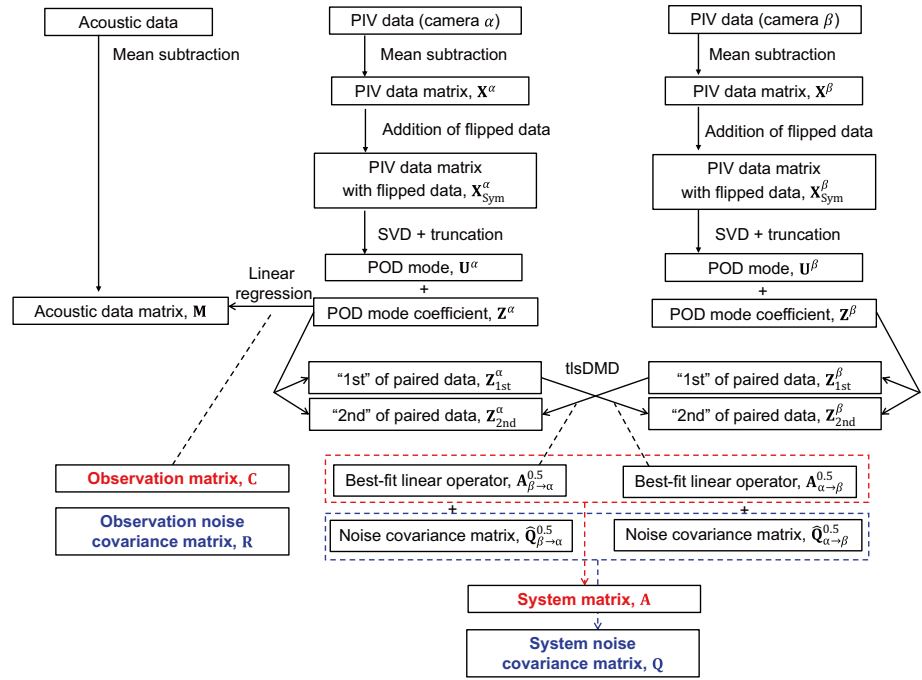 Acoustic data
PIV data (camera α)
PIV data (camera β)
Mean subtraction
Mean subtraction
Mean subtraction
PIV data matrix, X^α
PIV data matrix, X^β
Addition of flipped data
Addition of flipped data
PIV data matrix
with flipped data, X^α_Sym
PIV data matrix
with flipped data, X^β_Sym
SVD + truncation
SVD + truncation
POD mode, U^α
POD mode, U^β
Linear
regression
+
+
Acoustic data matrix, M
POD mode coefficient, Z^α
POD mode coefficient, Z^β
tlsDMD
“1st” of paired data, Z^α_1st
“1st” of paired data, Z^β_1st
“2nd” of paired data, Z^α_2nd
“2nd” of paired data, Z^β_2nd
Observation matrix, C
Best-fit linear operator, A^0.5_β→α
Best-fit linear operator, A^0.5_α→β
+
+
Observation noise
covariance matrix, R
Noise covariance matrix, Q̂^0.5_β→α
Noise covariance matrix, Q̂^0.5_α→β
System matrix, A
System noise
covariance matrix, Q